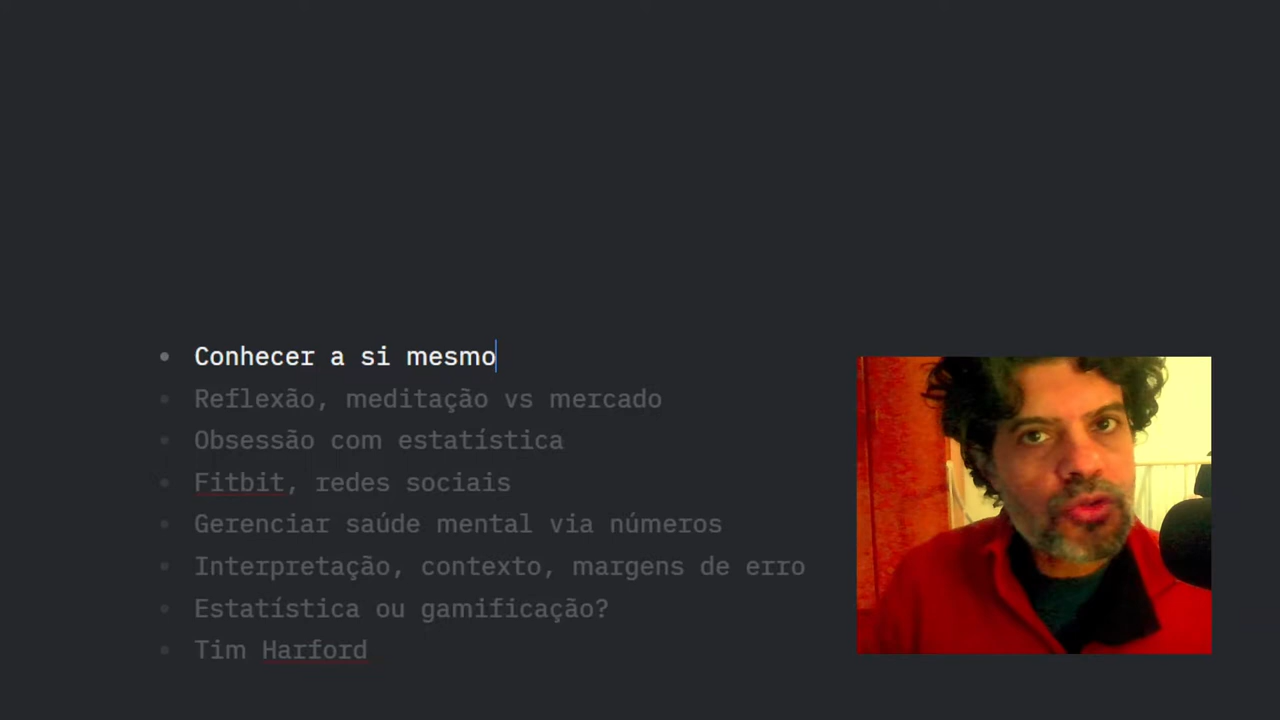 Conhecer a si mesmo
Reflexão, meditação vs mercado
Obsessão com estatística
Fitbit, redes sociais
Gerenciar saúde mental via números
Interpretação, contexto, margens de erro
Estatística ou gamificação?
Tim Harford